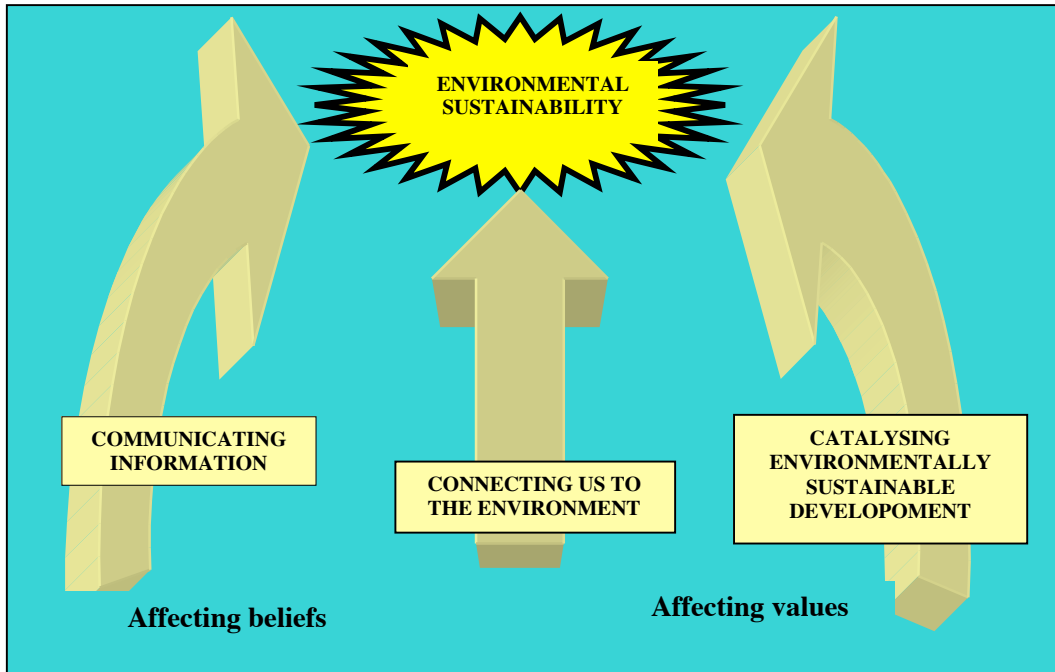 ENVIRONMENTAL
SUSTAINABILITY
COMMUNICATING
INFORMATION
CONNECTING US TO
THE ENVIRONMENT
CATALYSING
ENVIRONMENTALLY
SUSTAINABLE
DEVELOPOMENT
Affecting beliefs
Affecting values